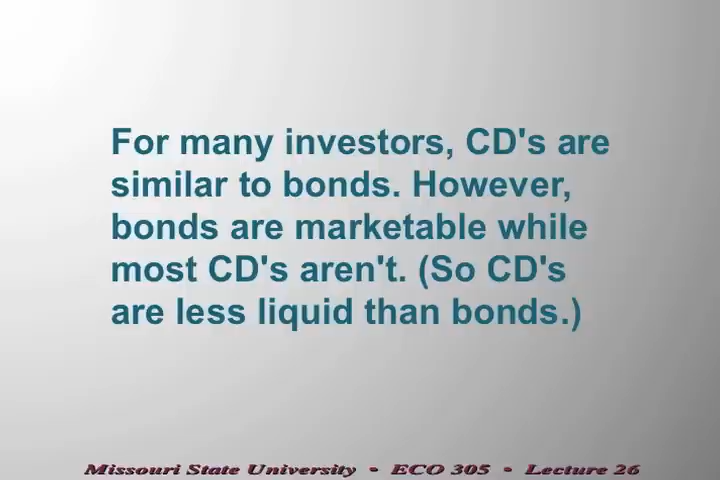 For many investors, CD's are
similar to bonds. However,
bonds are marketable while
most CD's aren't. (So CD's
are less liquid than bonds.)
Missouri State University • ECO 305 • Lecture 26